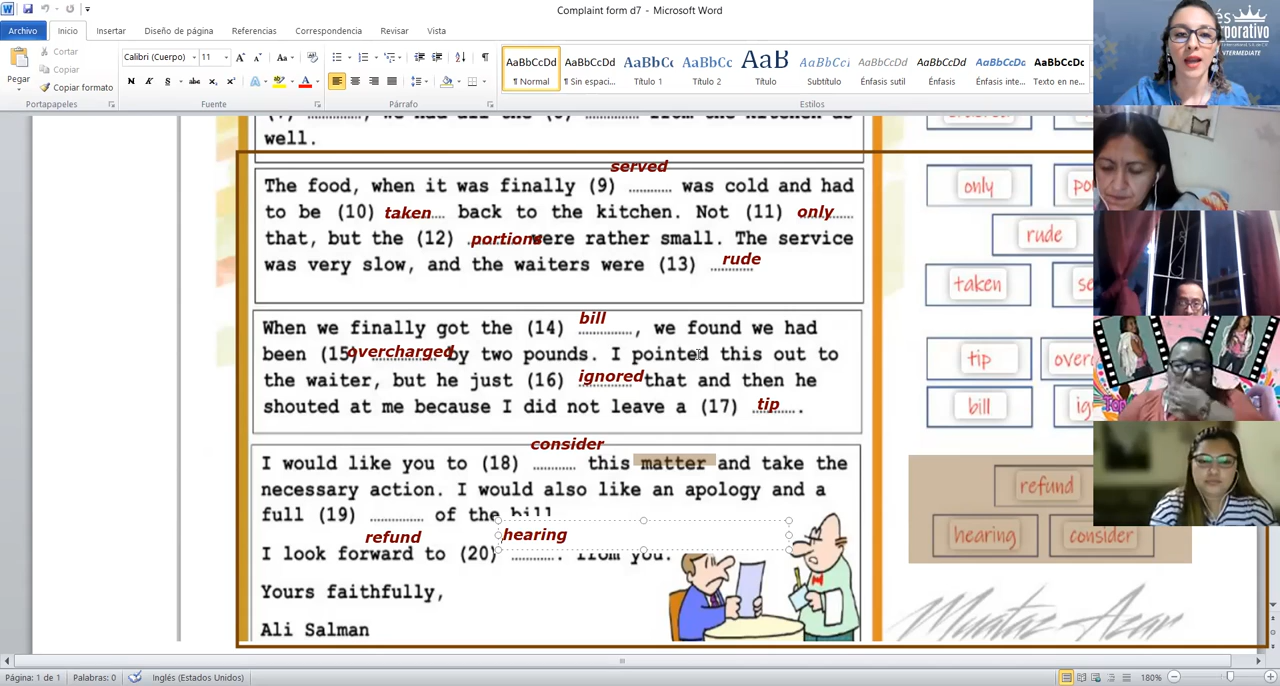 Complaint form d7 - Microsoft Word
Archivo Inicio Insertar Diseño de página Referencias Correspondencia Revisar Vista
Cortar
Copiar
Copiar formato
Pegar
Portapapeles
Calibri (Cuerpo) 11
Fuente
Párrafo
AaBbCcDd AaBbCcDd AaBbC AaBbCc AaB AaBbCcI AaBbCcDd AaBbCcDd AaBbCcDd AaBbCcDd
¶ Normal ¶ Sin espaci... Título 1 Título 2 Título Subtítulo Énfasis sutil Énfasis Énfasis inte... Texto en ne...
Estilos
INTERMEDIATE
well.
served
The food, when it was finally (9) ........... was cold and had
to be (10) taken.... back to the kitchen. Not (11) only.....
that, but the (12) .portions were rather small. The service
was very slow, and the waiters were (13) ...........
rude
bill
When we finally got the (14) ............., we found we had
been (15) overcharged by two pounds. I pointed this out to
the waiter, but he just (16) ignored that and then he
shouted at me because I did not leave a (17) tip.
consider
I would like you to (18) ........... this matter and take the
necessary action. I would also like an apology and a
full (19) .............. of the bill
refund
hearing
I look forward to (20) ........... from you.
Yours faithfully,
Ali Salman
only
rude
taken
tip
bill
refund
hearing consider
Muataz Azar
Página: 1 de 1 Palabras: 0 Inglés (Estados Unidos) 180%